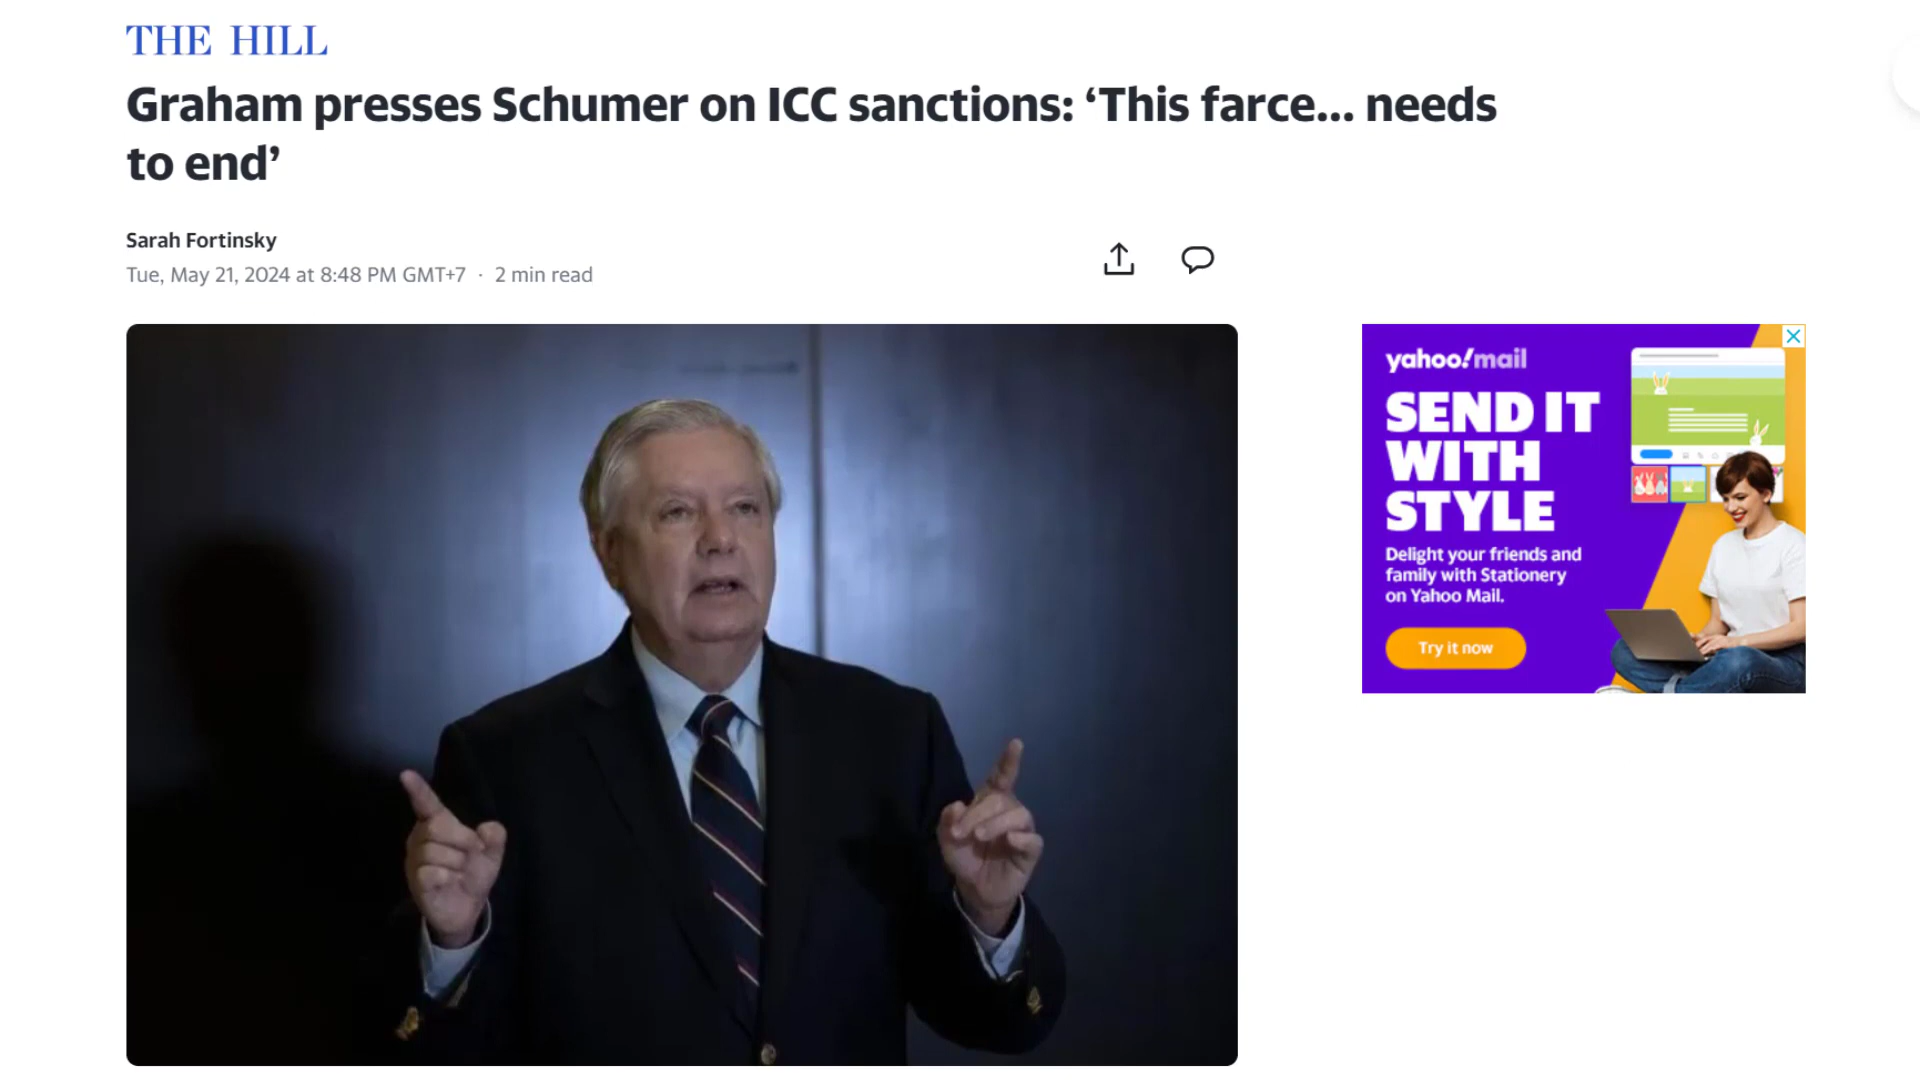 THE HILL
Graham presses Schumer on ICC sanctions: ‘This farce... needs
to end’
Sarah Fortinsky
Tue, May 21, 2024 at 8:48 PM GMT+7 · 2 min read
yahoo!mail
SEND IT
WITH
STYLE
Delight your friends and
family with Stationery
on Yahoo Mail.
Try it now